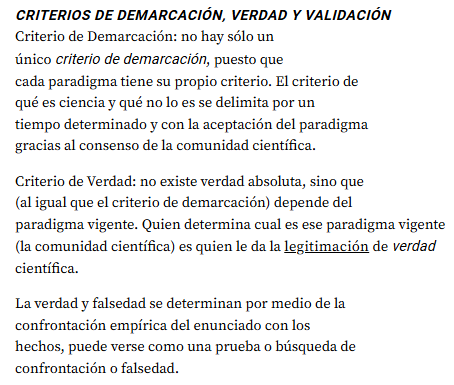 CRITERIOS DE DEMARCACIÓN, VERDAD Y VALIDACIÓN
Criterio de Demarcación: no hay sólo un
único criterio de demarcación, puesto que
cada paradigma tiene su propio criterio. El criterio de
qué es ciencia y qué no lo es se delimita por un
tiempo determinado y con la aceptación del paradigma
gracias al consenso de la comunidad científica.
Criterio de Verdad: no existe verdad absoluta, sino que
(al igual que el criterio de demarcación) depende del
paradigma vigente. Quien determina cual es ese paradigma vigente
(la comunidad científica) es quien le da la legitimación de verdad
científica.
La verdad y falsedad se determinan por medio de la
confrontación empírica del enunciado con los
hechos, puede verse como una prueba o búsqueda de
confrontación o falsedad.